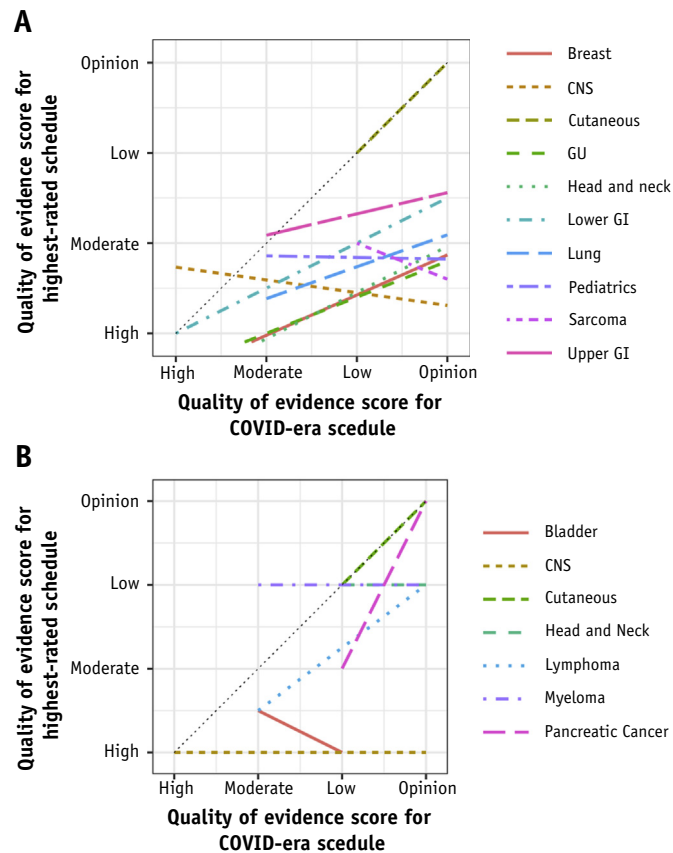 A
Quality of evidence score for
highest-rated schedule
Opinion
Low
Moderate
High
High
Moderate
Low
Opinion
Quality of evidence score for
COVID-era scedule
Breast
CNS
Cutaneous
GU
Head and neck
Lower GI
Lung
Pediatrics
Sarcoma
Upper GI
B
Quality of evidence score for
highest-rated schedule
Opinion
Low
Moderate
High
High
Moderate
Low
Opinion
Quality of evidence score for
COVID-era scedule
Bladder
CNS
Cutaneous
Head and Neck
Lymphoma
Myeloma
Pancreatic Cancer